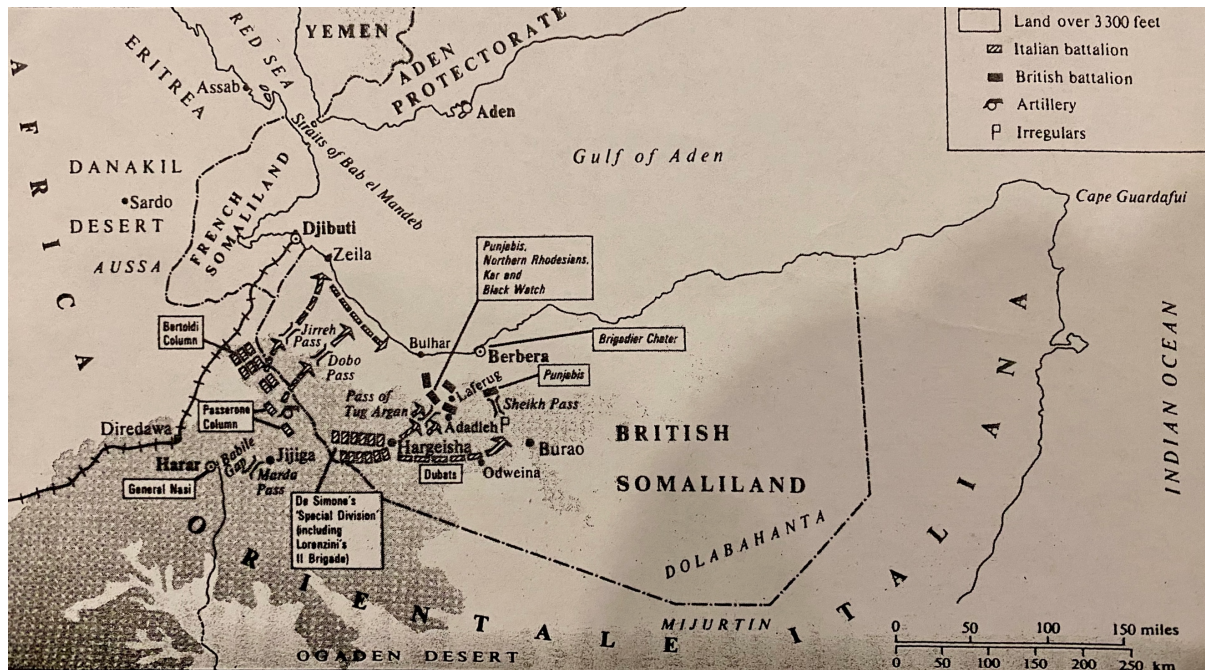 Land over 3300 feet
Italian battalion
British battalion
Artillery
Irregulars
RED SEA
YEMEN
ERITREA
Assab
ADEN
PROTECTORATE
Aden
Straits of Bab el Mandeb
Gulf of Aden
AFRICA
ORIENTALE
ITALIANA
DANAKIL
Sardo
DESERT
AUSSA
FRENCH
SOMALILAND
Djibuti
Zeila
Cape Guardafui
INDIAN OCEAN
Punjabis,
Northern Rhodesians,
Kar and
Black Watch
Bertoldi
Column
Jirreh
Pass
Dobo
Pass
Bulhar
Berbera
Brigadier Chater
Punjabis
Laferug
Pass of
Tug Argan
Sheikh Pass
Adadleh
Passerone
Column
Diredawa
Harar
Babile
Gap
Jijiga
Marda
Pass
General Nasi
Hargeisha
Dubats
Odweina
Burao
BRITISH
SOMALILAND
De Simone's
'Special Division'
(including
Lorenzini's
II Brigade)
DOLABAHANTA
MIJURTIN
OGADEN DESERT
0 50 100 150 miles
0 50 100 150 200 250 km